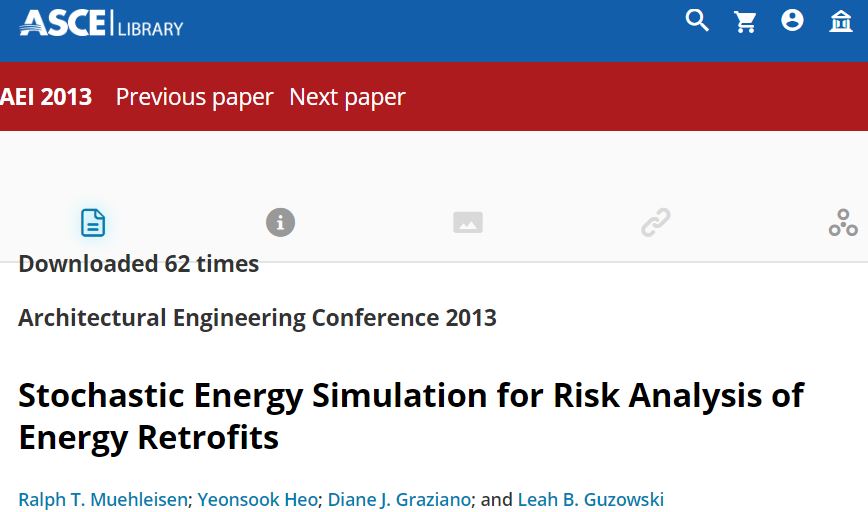 ASCE LIBRARY
AEI 2013 Previous paper Next paper
Downloaded 62 times
Architectural Engineering Conference 2013
Stochastic Energy Simulation for Risk Analysis of
Energy Retrofits
Ralph T. Muehleisen; Yeonsook Heo; Diane J. Graziano; and Leah B. Guzowski